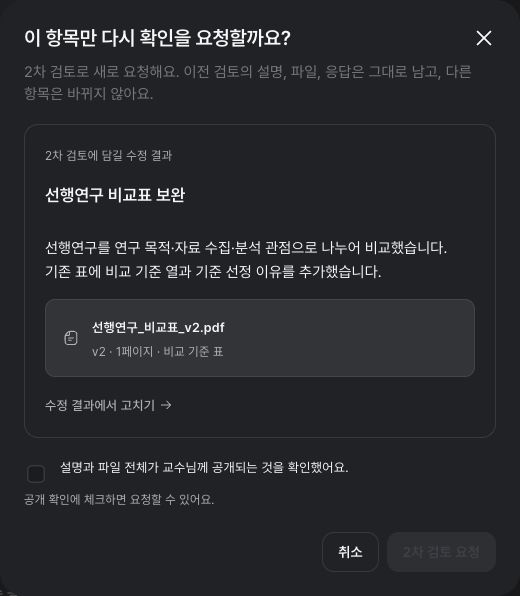 이 항목만 다시 확인을 요청할까요?
2차 검토로 새로 요청해요. 이전 검토의 설명, 파일, 응답은 그대로 남고, 다른
항목은 바뀌지 않아요.
2차 검토에 담길 수정 결과
선행연구 비교표 보완
선행연구를 연구 목적·자료 수집·분석 관점으로 나누어 비교했습니다.
기존 표에 비교 기준 열과 기준 선정 이유를 추가했습니다.
선행연구_비교표_v2.pdf
v2 · 1페이지 · 비교 기준 표
수정 결과에서 고치기 →
설명과 파일 전체가 교수님께 공개되는 것을 확인했어요.
공개 확인에 체크하면 요청할 수 있어요.
취소
2차 검토 요청